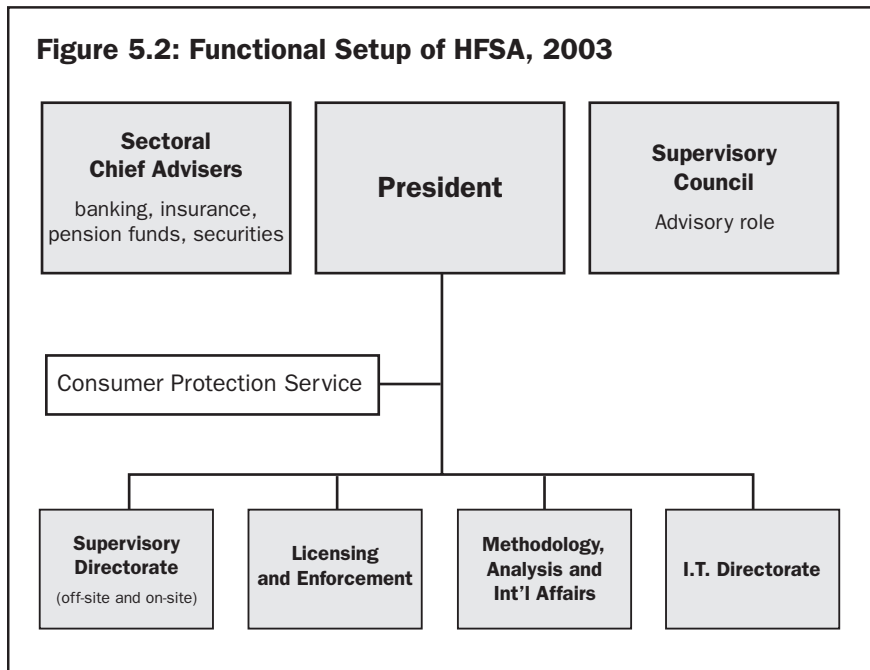 Figure 5.2: Functional Setup of HFSA, 2003
Sectoral
Chief Advisers
banking, insurance,
pension funds, securities
President
Supervisory
Council
Advisory role
Consumer Protection Service
Supervisory
Directorate
(off-site and on-site)
Licensing
and Enforcement
Methodology,
Analysis and
Int'l Affairs
I.T. Directorate